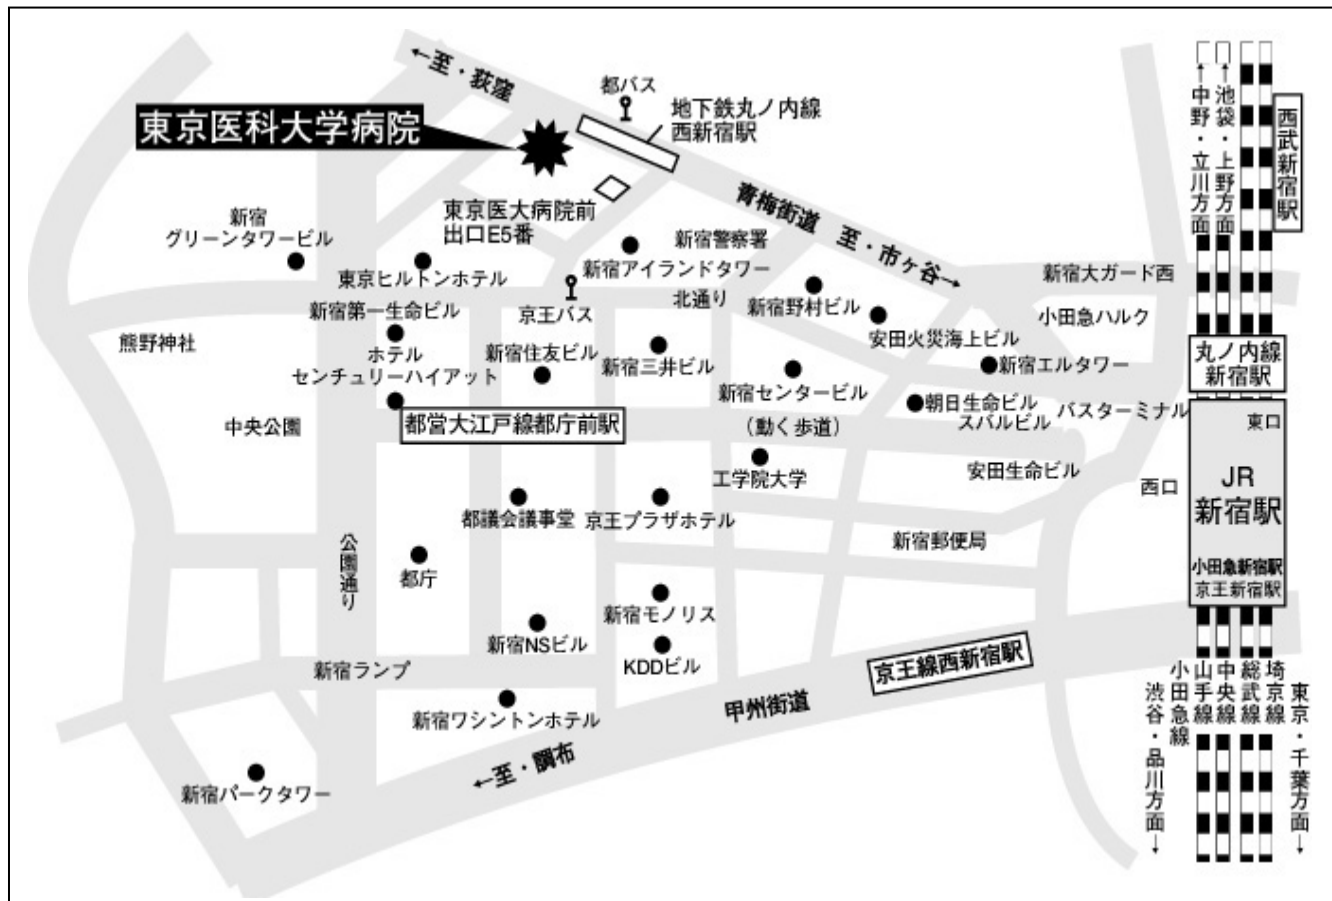 ←至・荻窪
都バス
地下鉄丸ノ内線
西新宿駅
東京医科大学病院
東京医大病院前
出口E5番
青梅街道 至・市ヶ谷→
←中野・立川方面
←池袋・上野方面
西武新宿駅
新宿
グリーンタワービル
東京ヒルトンホテル
新宿警察署
新宿アイランドタワー
北通り
新宿野村ビル
新宿大ガード西
小田急ハルク
新宿第一生命ビル
京王バス
安田火災海上ビル
熊野神社
ホテル
センチュリーハイアット
新宿住友ビル
新宿三井ビル
新宿センタービル
新宿エルタワー
丸ノ内線
新宿駅
朝日生命ビル
スバルビル
バスターミナル
中央公園
都営大江戸線都庁前駅
(動く歩道)
東口
工学院大学
安田生命ビル
西口
JR
新宿駅
都議会議事堂
京王プラザホテル
新宿郵便局
公園通り
都庁
小田急新宿駅
京王新宿駅
新宿モノリス
新宿NSビル
KDDビル
新宿ランプ
京王線西新宿駅
甲州街道
新宿ワシントンホテル
←至・調布
新宿パークタワー
渋谷・品川方面→
小田急線
山手線
中央線
総武線
埼京線
東京・千葉方面→